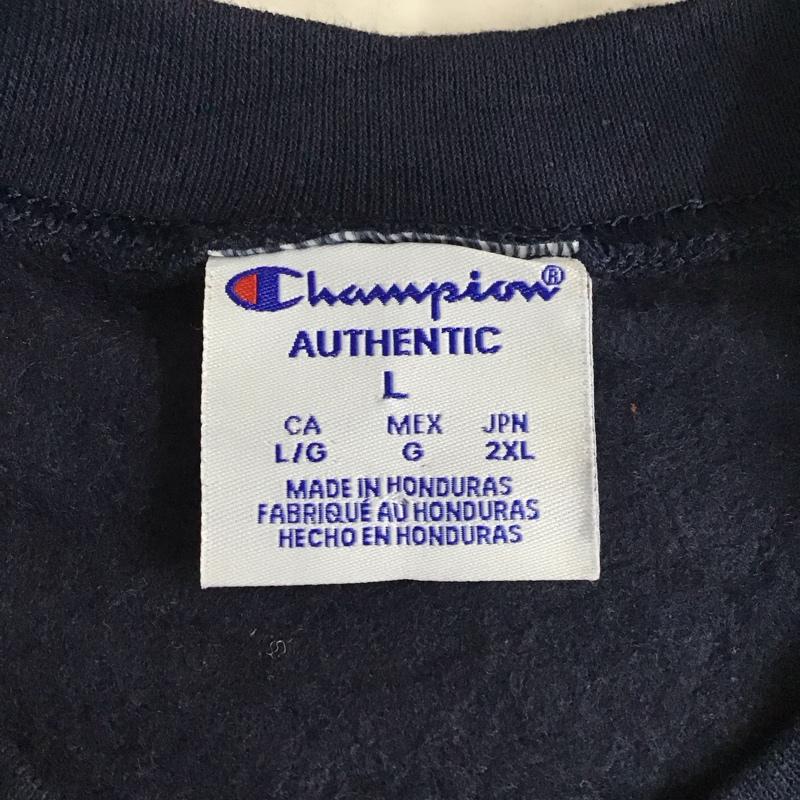 Champion®
AUTHENTIC
L
CA MEX JPN
L/G G 2XL
MADE IN HONDURAS
FABRIQUÉ AU HONDURAS
HECHO EN HONDURAS